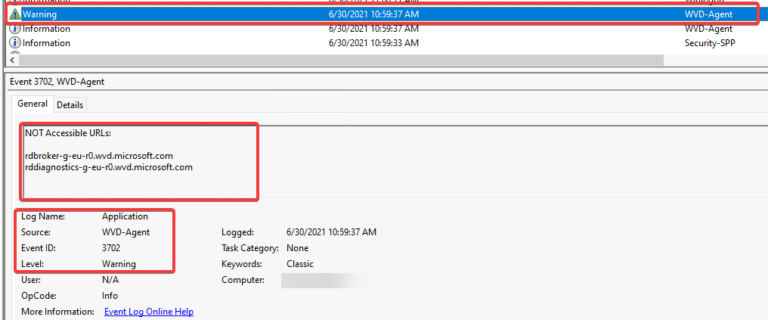 Warning 6/30/2021 10:59:37 AM WVD-Agent
Information 6/30/2021 10:59:37 AM WVD-Agent
Information 6/30/2021 10:59:33 AM Security-SPP
Event 3702, WVD-Agent
General Details
NOT Accessible URLs:
rdbroker-g-eu-r0.wvd.microsoft.com
rddiagnostics-g-eu-r0.wvd.microsoft.com
Log Name: Application
Source: WVD-Agent Logged: 6/30/2021 10:59:37 AM
Event ID: 3702 Task Category: None
Level: Warning Keywords: Classic
User: N/A Computer:
OpCode: Info
More Information: Event Log Online Help